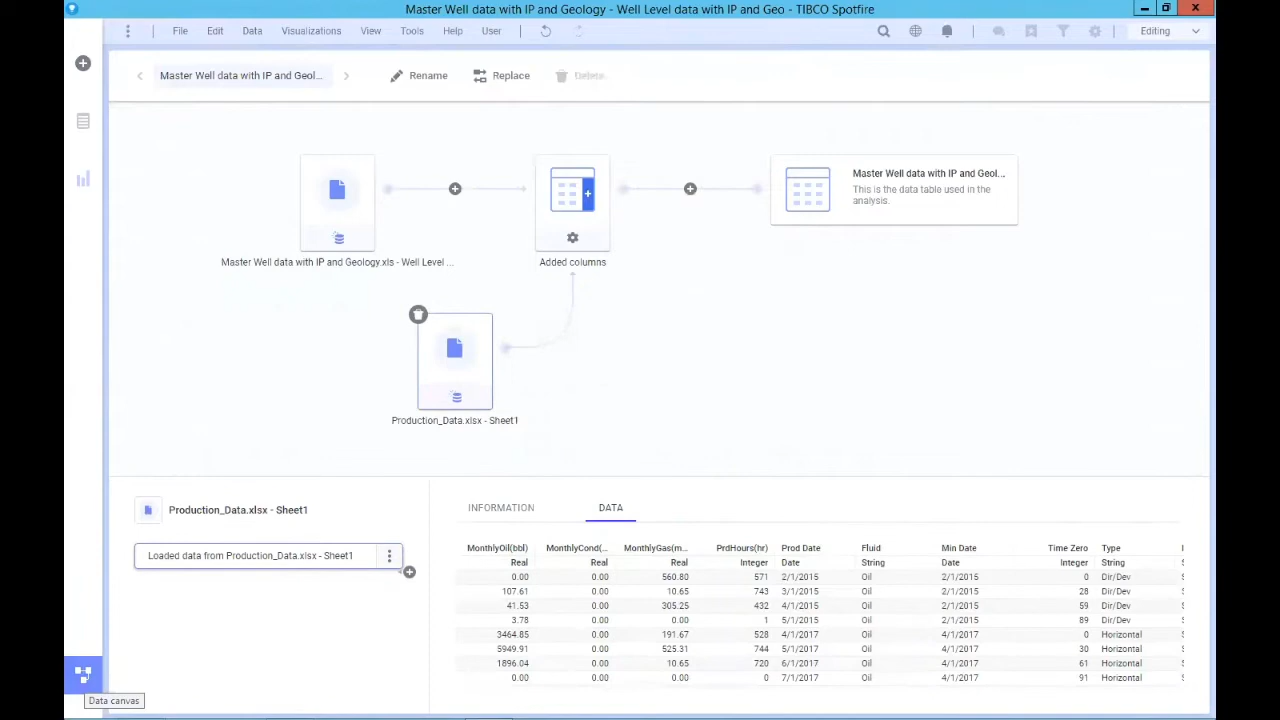 Master Well data with IP and Geology - Well Level data with IP and Geo - TIBCO Spotfire
File Edit Data Visualizations View Tools Help User Editing
Master Well data with IP and Geol... Rename Replace Delete
Master Well data with IP and Geol...
This is the data table used in the
analysis.
Master Well data with IP and Geology.xls - Well Level ...
Added columns
Production_Data.xlsx - Sheet1
Production_Data.xlsx - Sheet1
Loaded data from Production_Data.xlsx - Sheet1
INFORMATION DATA
MonthlyOil(bbl) MonthlyCond(... MonthlyGas(m... PrdHours(hr) Prod Date Fluid Min Date Time Zero Type
Real Real Real Integer Date String Date Integer String
0.00 0.00 560.80 571 2/1/2015 Oil 2/1/2015 0 Dir/Dev
107.61 0.00 10.65 743 3/1/2015 Oil 2/1/2015 28 Dir/Dev
41.53 0.00 305.25 432 4/1/2015 Oil 2/1/2015 59 Dir/Dev
3.78 0.00 0.00 1 5/1/2015 Oil 2/1/2015 89 Dir/Dev
3464.85 0.00 191.67 528 4/1/2017 Oil 4/1/2017 0 Horizontal
5949.91 0.00 525.31 744 5/1/2017 Oil 4/1/2017 30 Horizontal
1896.04 0.00 10.65 720 6/1/2017 Oil 4/1/2017 61 Horizontal
0.00 0.00 0.00 0 7/1/2017 Oil 4/1/2017 91 Horizontal
Data canvas